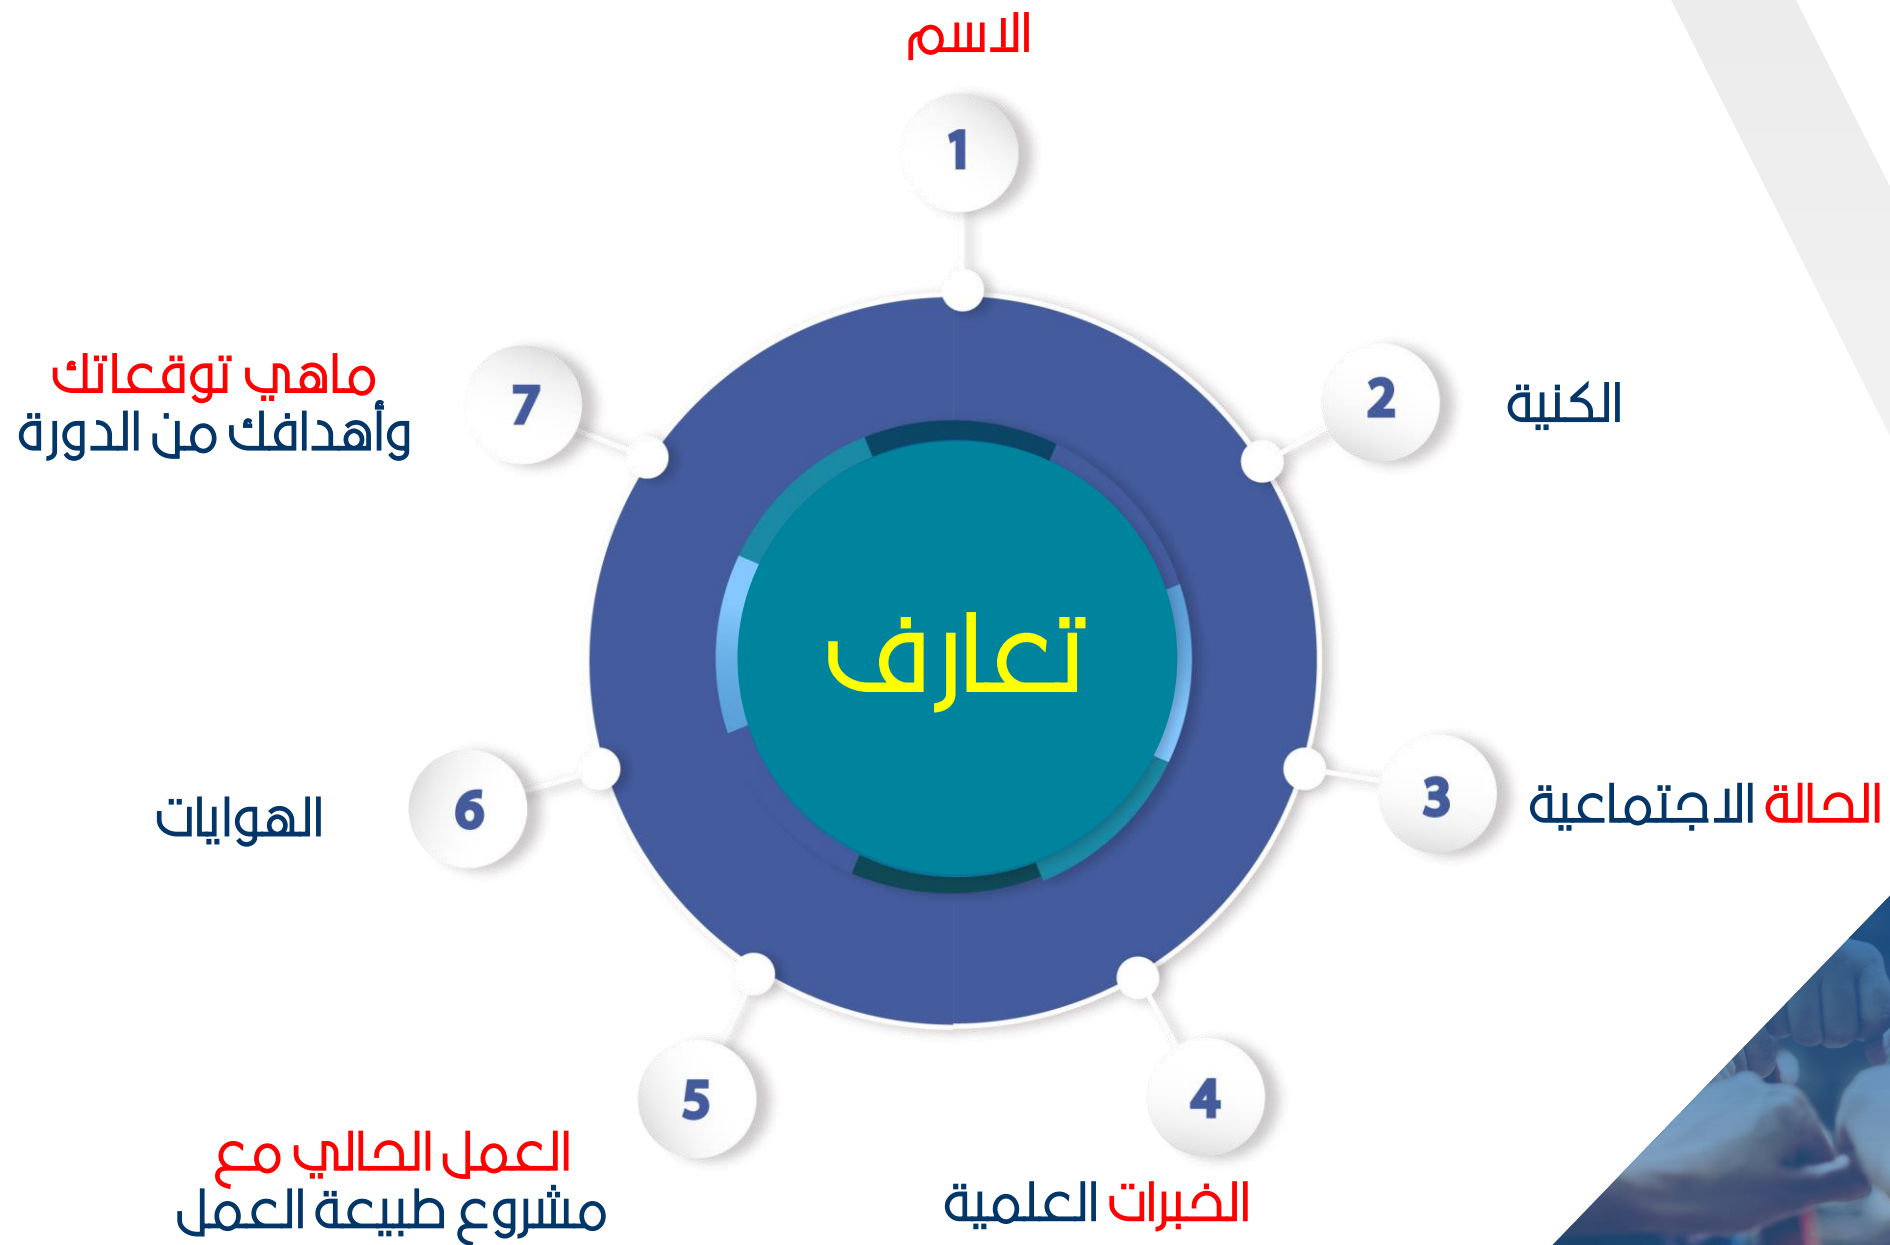 الاسم
1
2
الكنية
3
الحالة الاجتماعية
4
الخبرات العلمية
5
العمل الحالي مع
مشروع طبيعة العمل
6
الهوايات
7
ماهي توقعاتك
وأهدافك من الدورة
تعارف